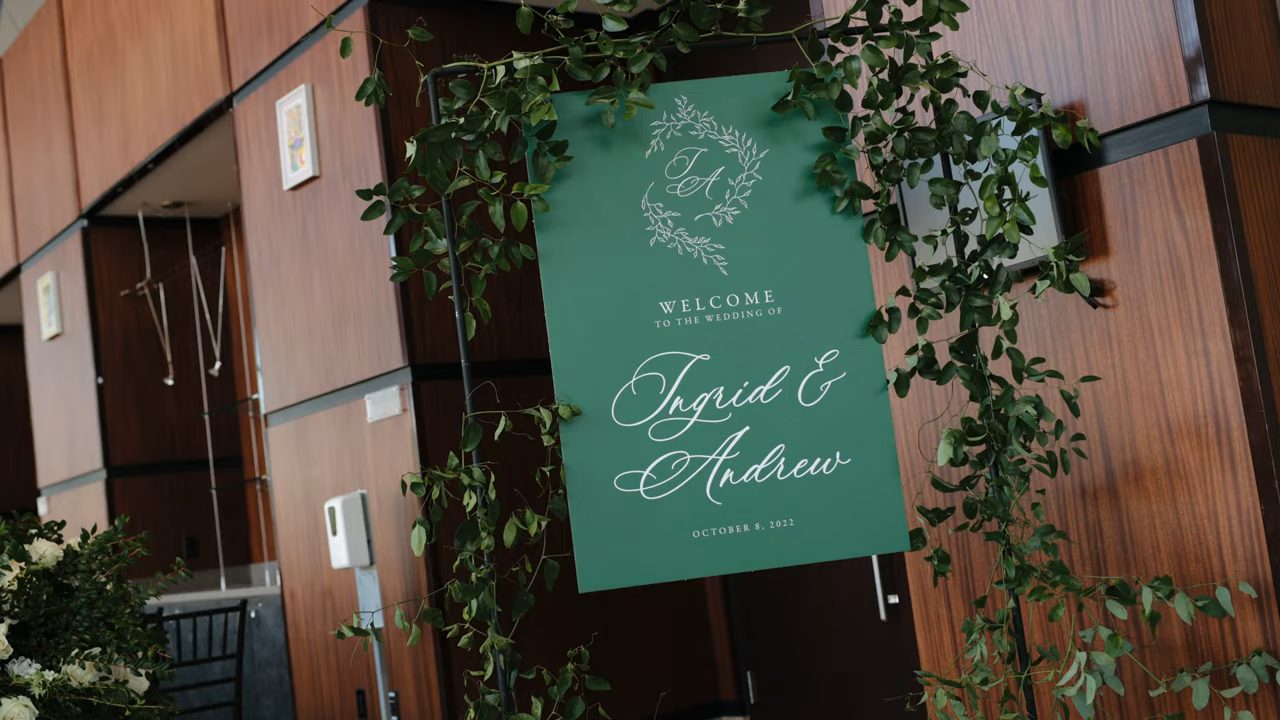 IA
WELCOME
TO THE WEDDING OF
Ingrid &
Andrew
OCTOBER 8, 2022